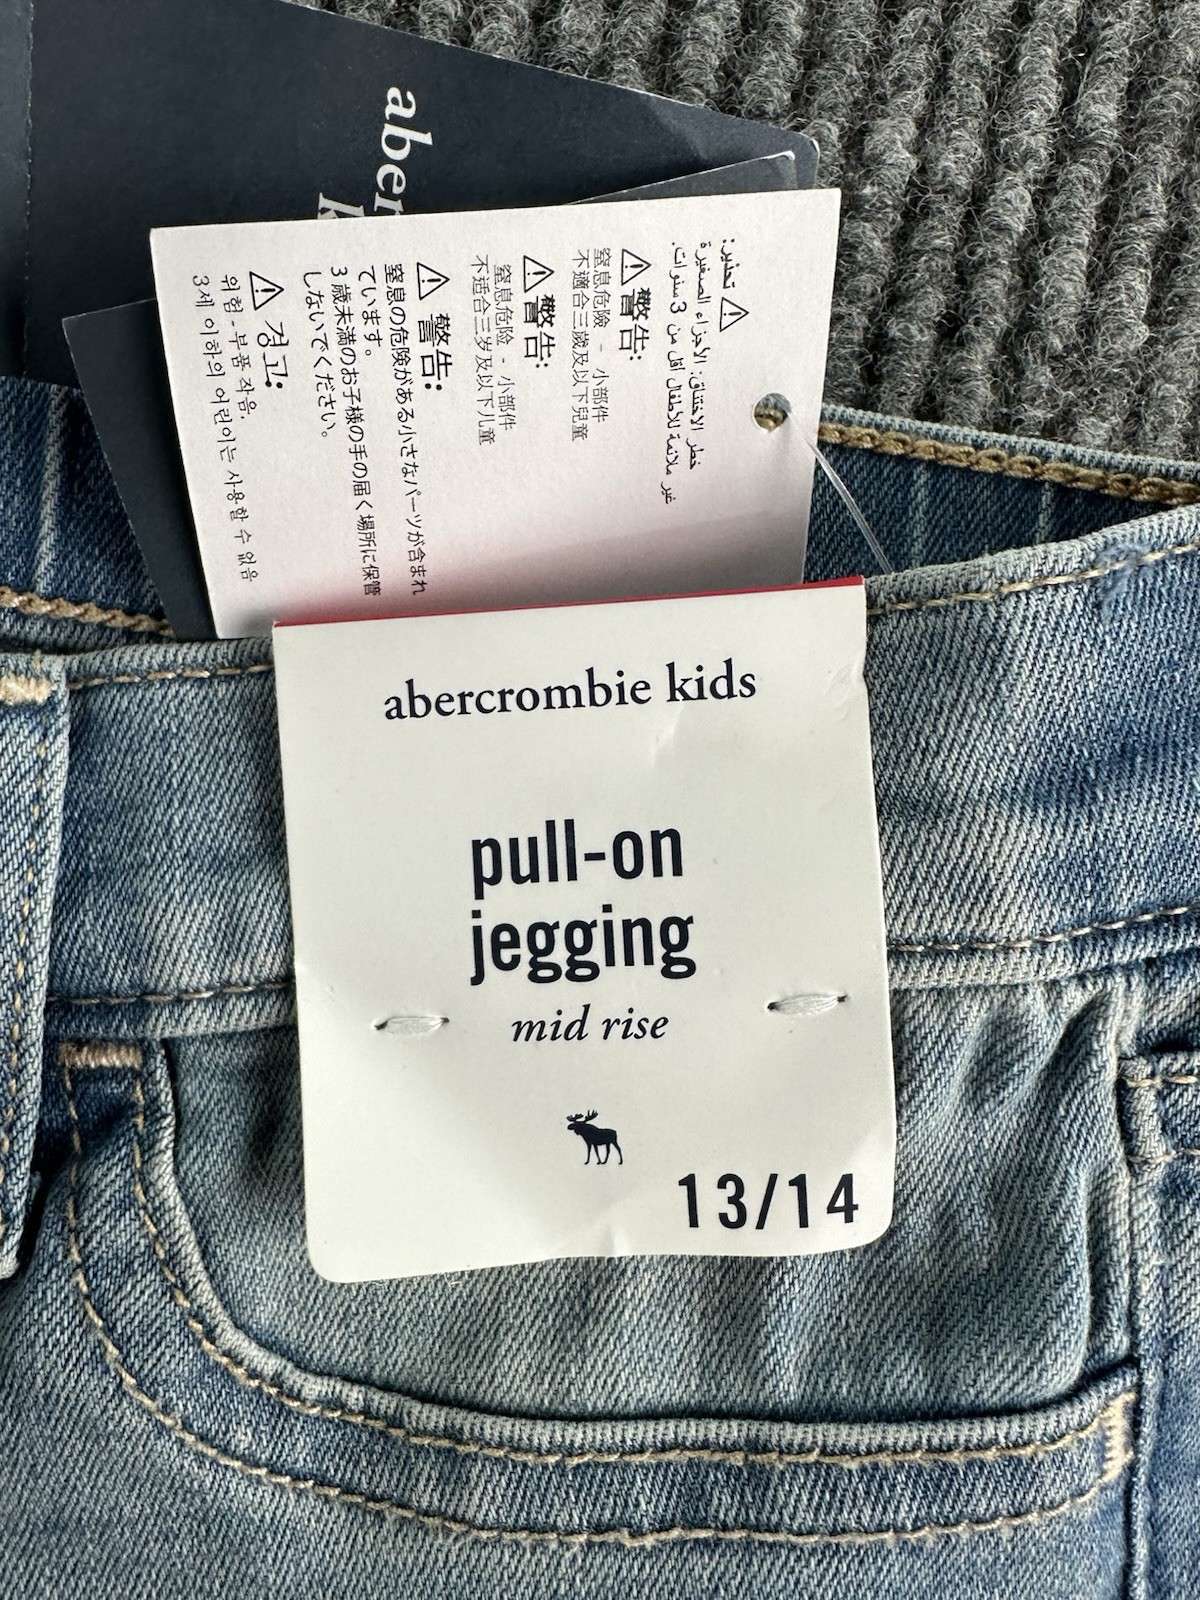 aber
k
تحذير:
خطر الاختناق: الأجزاء الصغيرة
غير ملائمة للأطفال أقل من 3 سنوات.
警告:
窒息危險 - 小部件
不適合三歲及以下兒童
警告:
窒息危险 - 小部件
不适合三岁及以下儿童
警告:
窒息の危険がある小さなパーツが含まれ
ています。
3歳未満のお子様の手の届く場所に保管
しないでください。
경고:
위험 - 부품 작음.
3세 이하의 어린이는 사용할 수 없음
abercrombie kids
pull-on
jegging
mid rise
13/14